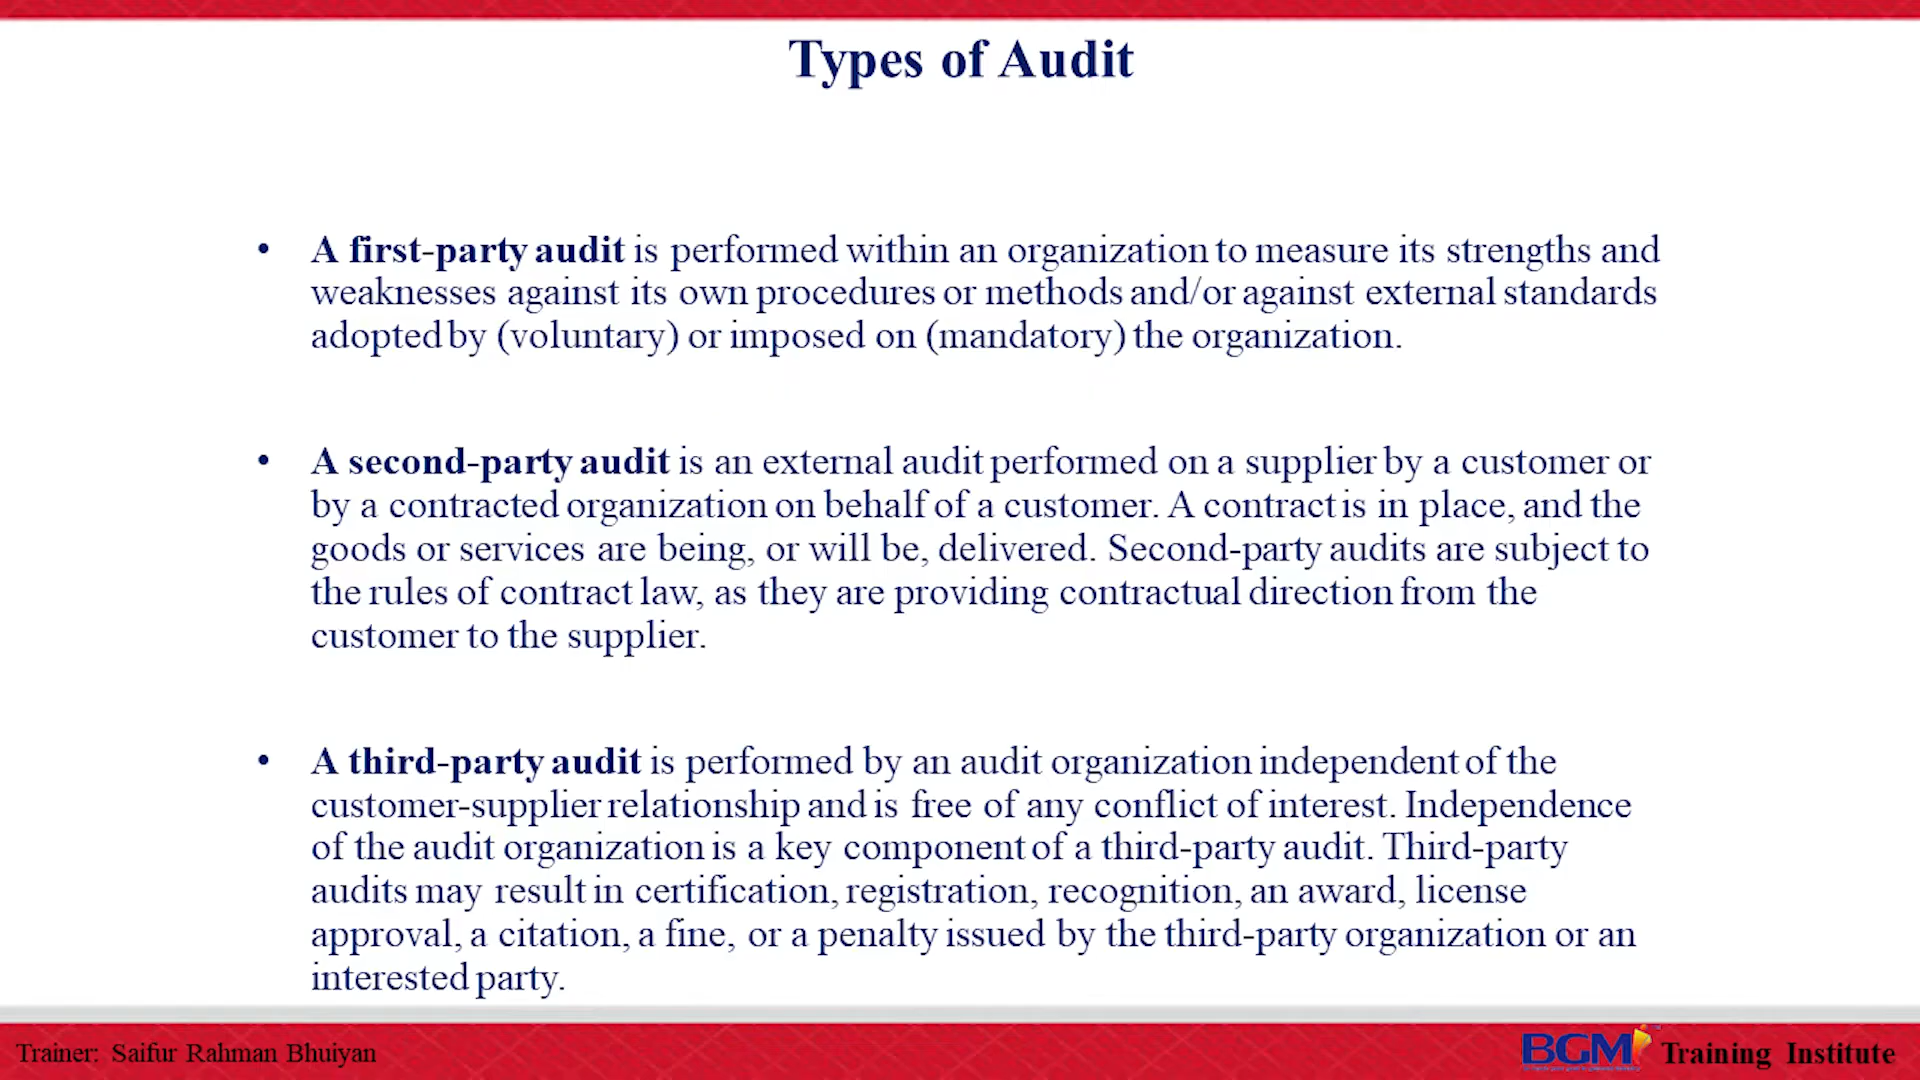 Types of Audit
• A first-party audit is performed within an organization to measure its strengths and
weaknesses against its own procedures or methods and/or against external standards
adopted by (voluntary) or imposed on (mandatory) the organization.
• A second-party audit is an external audit performed on a supplier by a customer or
by a contracted organization on behalf of a customer. A contract is in place, and the
goods or services are being, or will be, delivered. Second-party audits are subject to
the rules of contract law, as they are providing contractual direction from the
customer to the supplier.
• A third-party audit is performed by an audit organization independent of the
customer-supplier relationship and is free of any conflict of interest. Independence
of the audit organization is a key component of a third-party audit. Third-party
audits may result in certification, registration, recognition, an award, license
approval, a citation, a fine, or a penalty issued by the third-party organization or an
interested party.
Trainer: Saifur Rahman Bhuiyan
BGM Training Institute